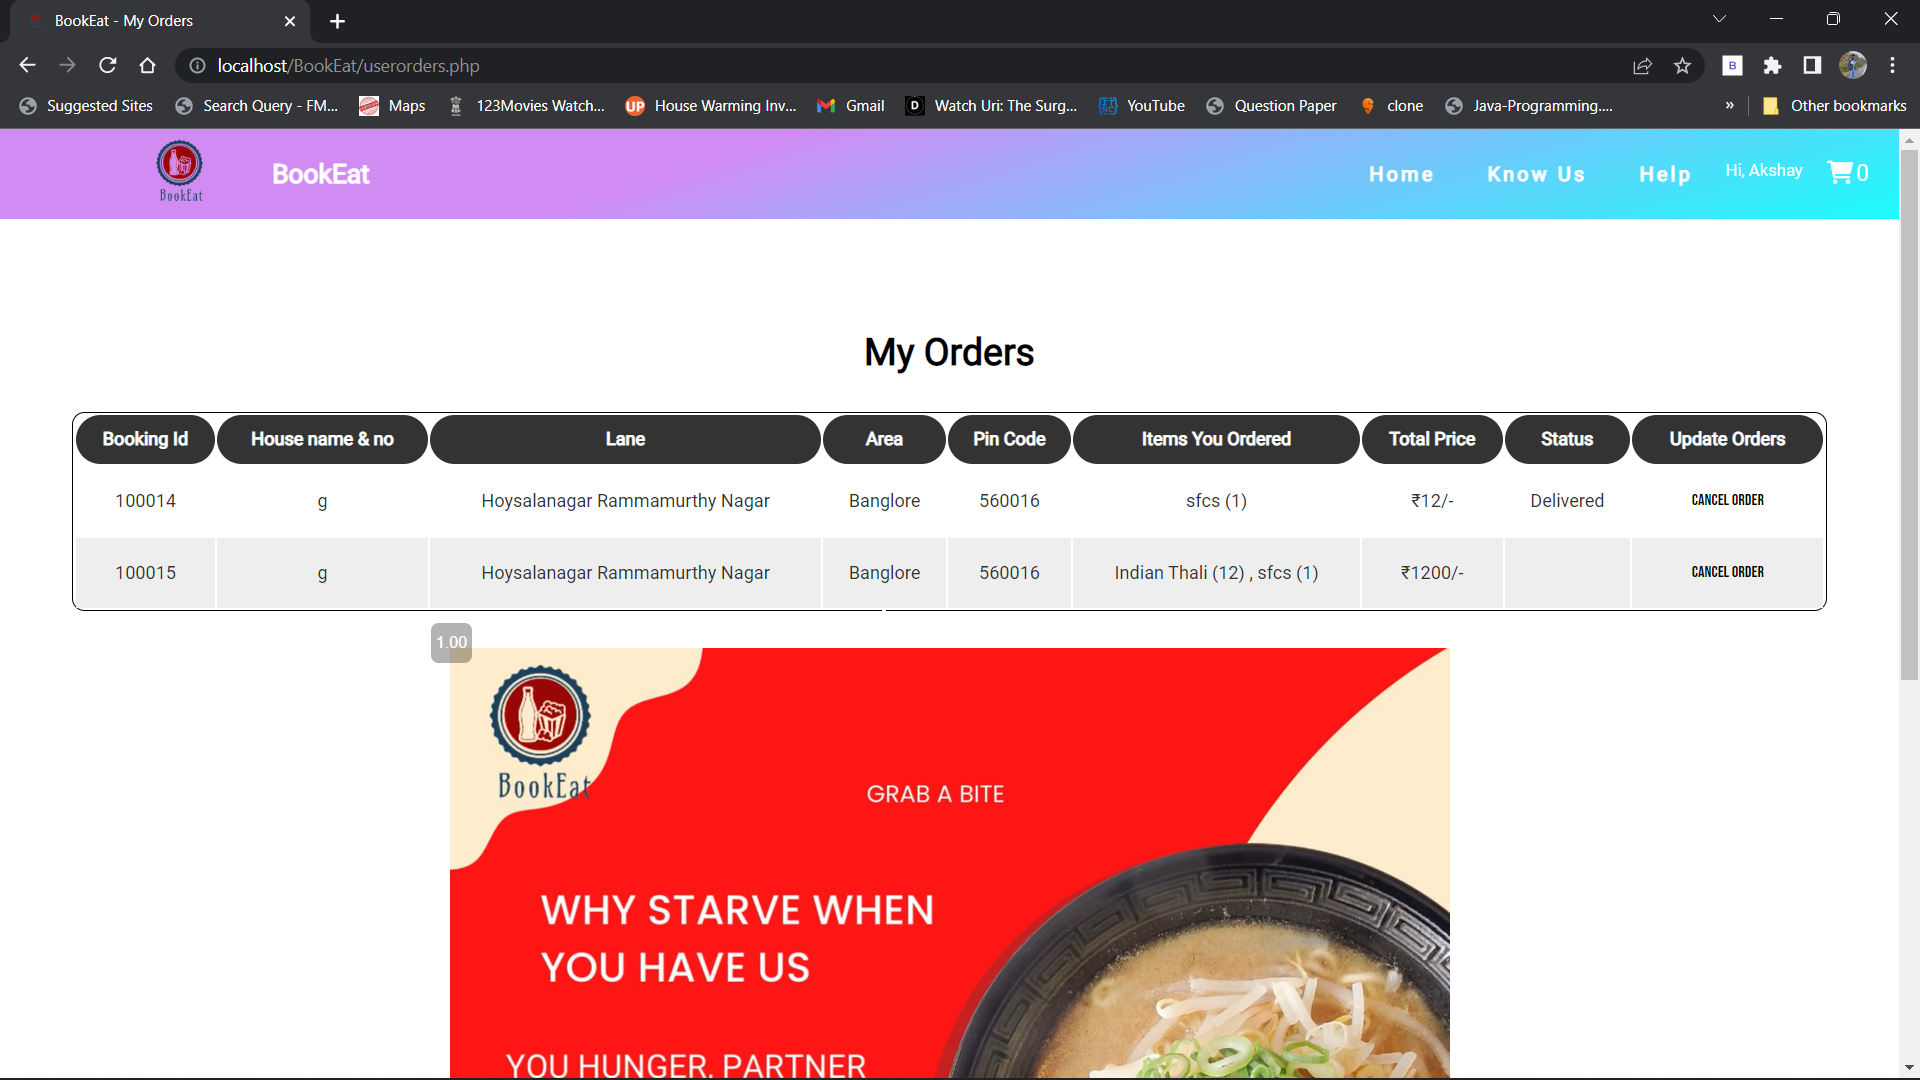 BookEat - My Orders
localhost/BookEat/userorders.php
B
Suggested Sites
Search Query - FM...
Maps
123Movies Watch...
UP
House Warming Inv...
Gmail
D
Watch Uri: The Surg...
YouTube
Question Paper
clone
Java-Programming....
»
Other bookmarks
BookEat
BookEat
Home
Know Us
Help
Hi, Akshay
0
My Orders
Booking Id House name & no Lane Area Pin Code Items You Ordered Total Price Status Update Orders
100014 g Hoysalanagar Rammamurthy Nagar Banglore 560016 sfcs (1) ₹12/- Delivered CANCEL ORDER
100015 g Hoysalanagar Rammamurthy Nagar Banglore 560016 Indian Thali (12) , sfcs (1) ₹1200/- CANCEL ORDER
1.00
BookEat
GRAB A BITE
WHY STARVE WHEN
YOU HAVE US
YOU HUNGER, PARTNER